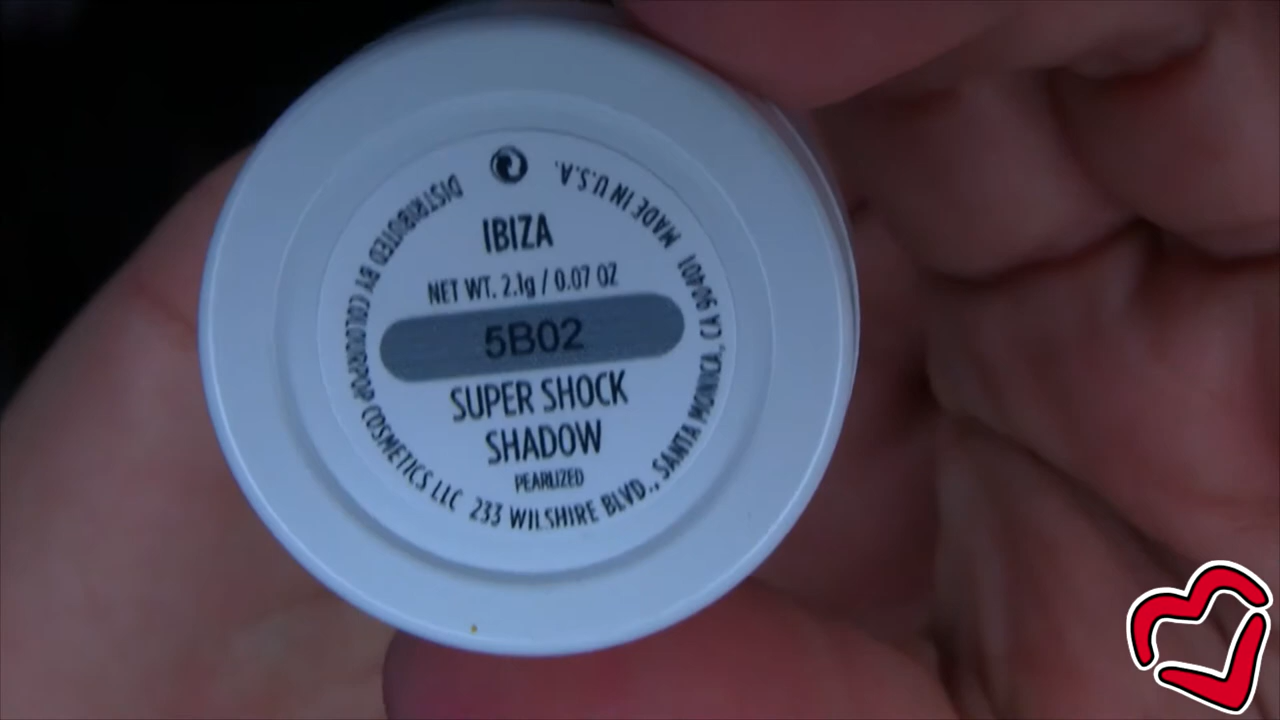 IBIZA
NET WT. 2.1g / 0.07 OZ
5B02
SUPER SHOCK
SHADOW
PEARLIZED
DISTRIBUTED BY COLOURPOP COSMETICS LLC 233 WILSHIRE BLVD., SANTA MONICA, CA 90401 MADE IN U.S.A.